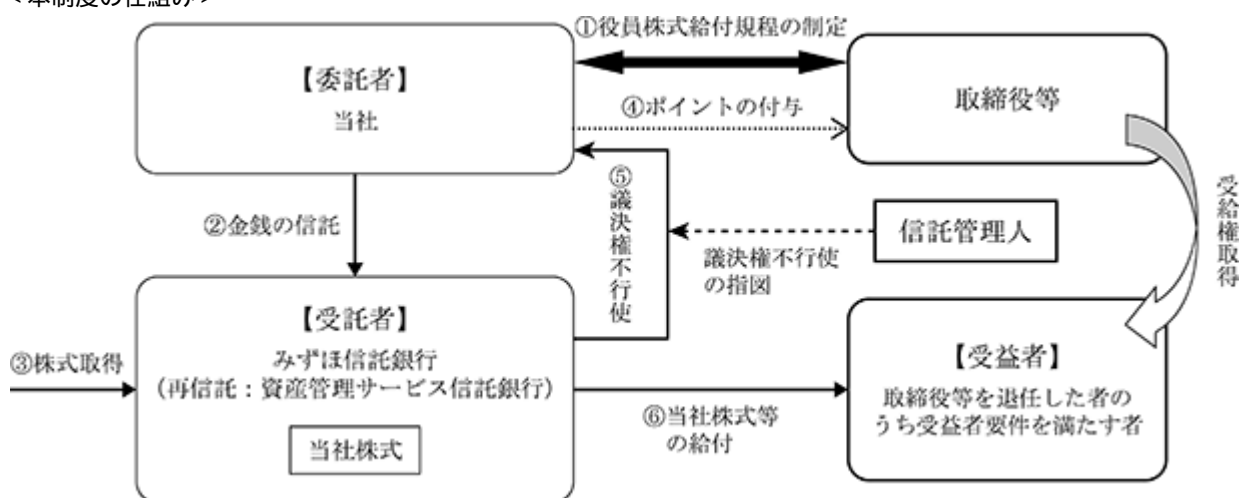 ＜本制度の仕組み＞
①役員株式給付規程の制定
【委託者】
当社
④ポイントの付与
取締役等
⑤議決権不行使
受給権取得
②金銭の信託
信託管理人
議決権不行使
の指図
【受託者】
みずほ信託銀行
（再信託：資産管理サービス信託銀行）
当社株式
③株式取得
⑥当社株式等
の給付
【受益者】
取締役等を退任した者の
うち受益者要件を満たす者